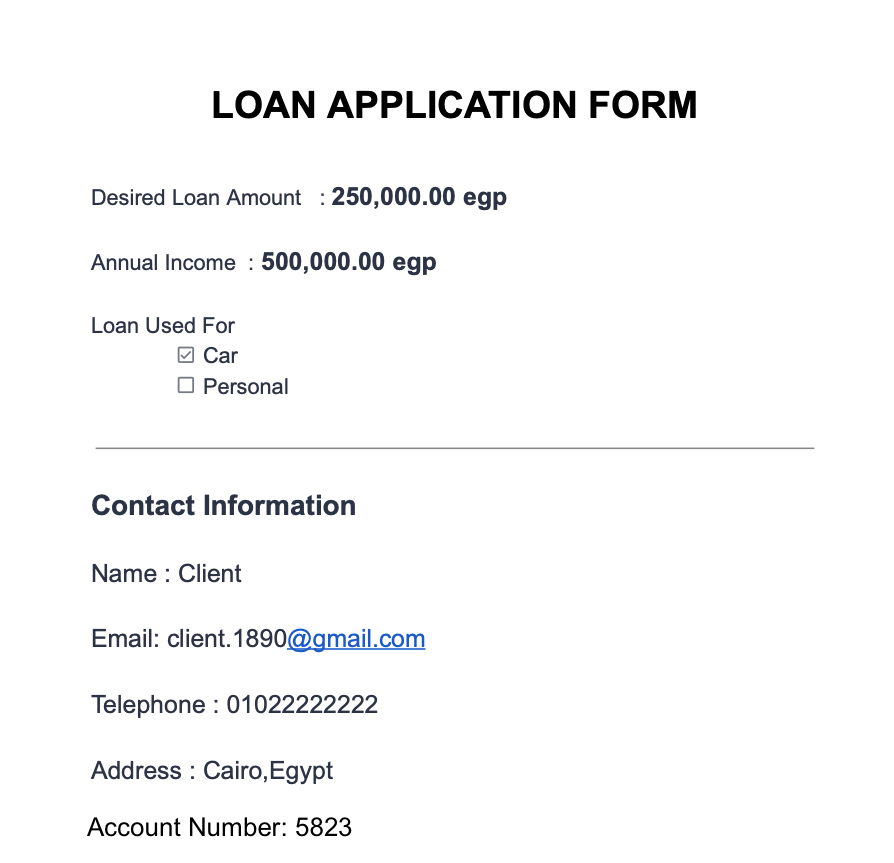 LOAN APPLICATION FORM
Desired Loan Amount : 250,000.00 egp
Annual Income : 500,000.00 egp
Loan Used For
☑ Car
☐ Personal
Contact Information
Name : Client
Email: client.1890@gmail.com
Telephone : 01022222222
Address : Cairo,Egypt
Account Number: 5823